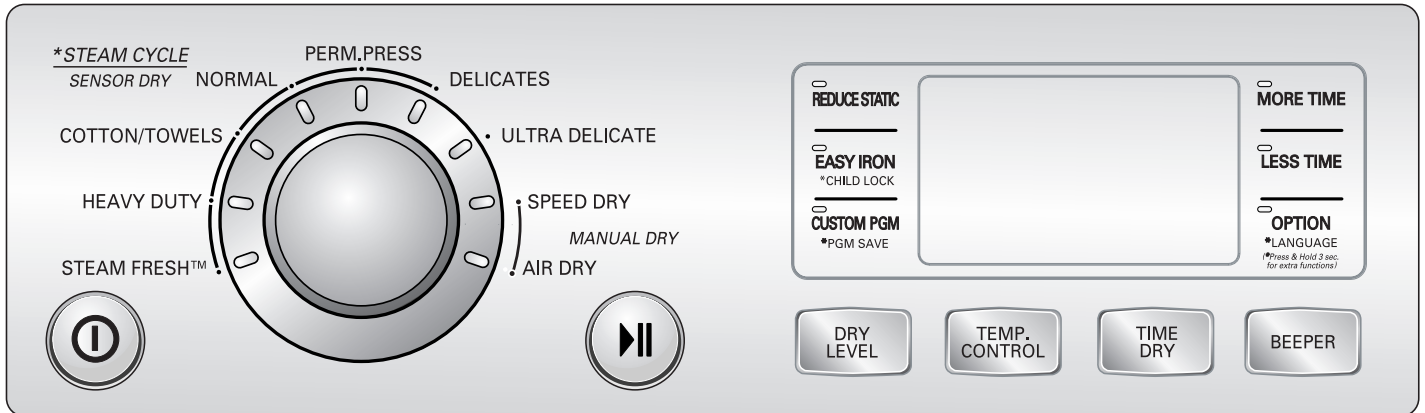 *STEAM CYCLE
SENSOR DRY
PERM.PRESS
NORMAL
DELICATES
COTTON/TOWELS
ULTRA DELICATE
HEAVY DUTY
SPEED DRY
MANUAL DRY
STEAM FRESH™
AIR DRY
REDUCE STATIC
EASY IRON
*CHILD LOCK
CUSTOM PGM
*PGM SAVE
MORE TIME
LESS TIME
OPTION
*LANGUAGE
(*Press & Hold 3 sec.
for extra functions)
DRY
LEVEL
TEMP.
CONTROL
TIME
DRY
BEEPER